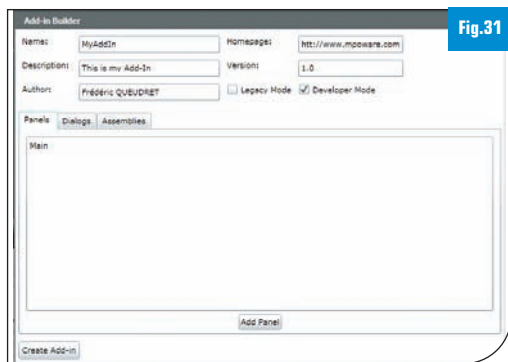 Add-in Builder
Fig.31
Name: MyAddIn Homepage: htt://www.mpoware.com
Description: This is my Add-In Version: 1.0
Author: Frédéric QUEUDRET Legacy Mode Developer Mode
Panels Dialogs Assemblies
Main
Add Panel
Create Add-in